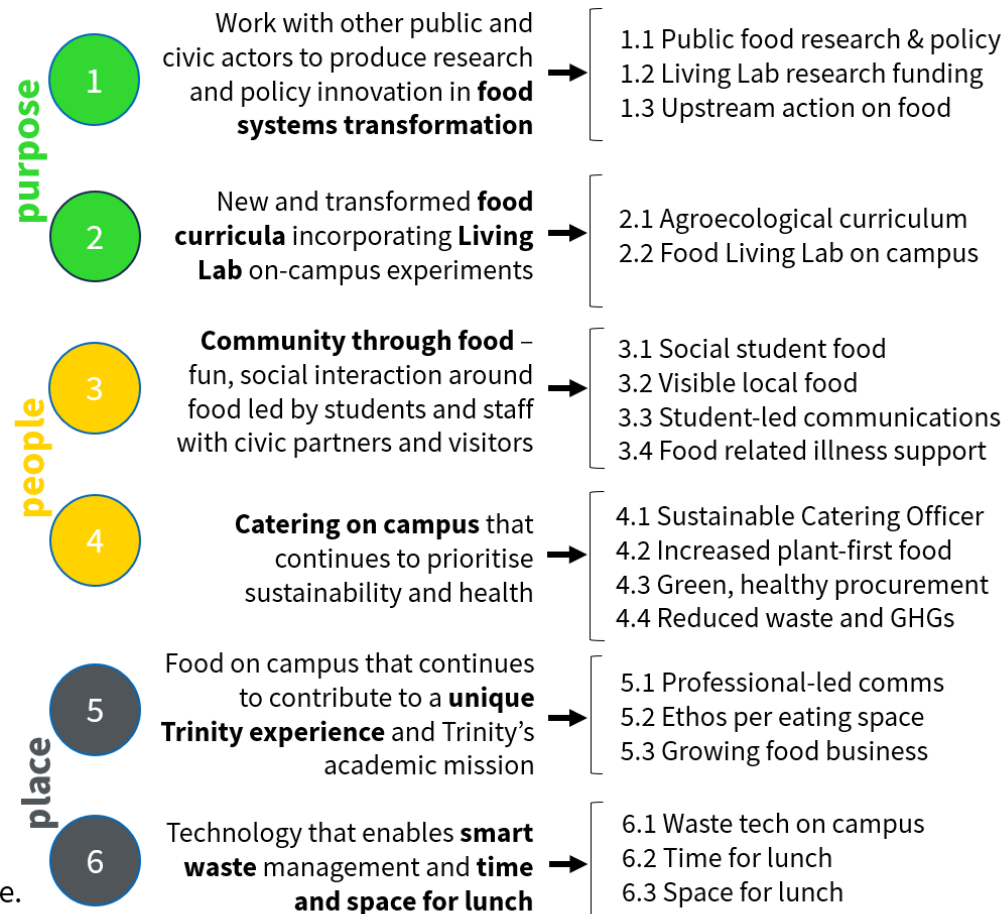 purpose
1
Work with other public and
civic actors to produce research
and policy innovation in food
systems transformation
1.1 Public food research & policy
1.2 Living Lab research funding
1.3 Upstream action on food
2
New and transformed food
curricula incorporating Living
Lab on-campus experiments
2.1 Agroecological curriculum
2.2 Food Living Lab on campus
people
3
Community through food –
fun, social interaction around
food led by students and staff
with civic partners and visitors
3.1 Social student food
3.2 Visible local food
3.3 Student-led communications
3.4 Food related illness support
4
Catering on campus that
continues to prioritise
sustainability and health
4.1 Sustainable Catering Officer
4.2 Increased plant-first food
4.3 Green, healthy procurement
4.4 Reduced waste and GHGs
place
5
Food on campus that continues
to contribute to a unique
Trinity experience and Trinity's
academic mission
5.1 Professional-led comms
5.2 Ethos per eating space
5.3 Growing food business
6
Technology that enables smart
waste management and time
and space for lunch
6.1 Waste tech on campus
6.2 Time for lunch
6.3 Space for lunch
e.